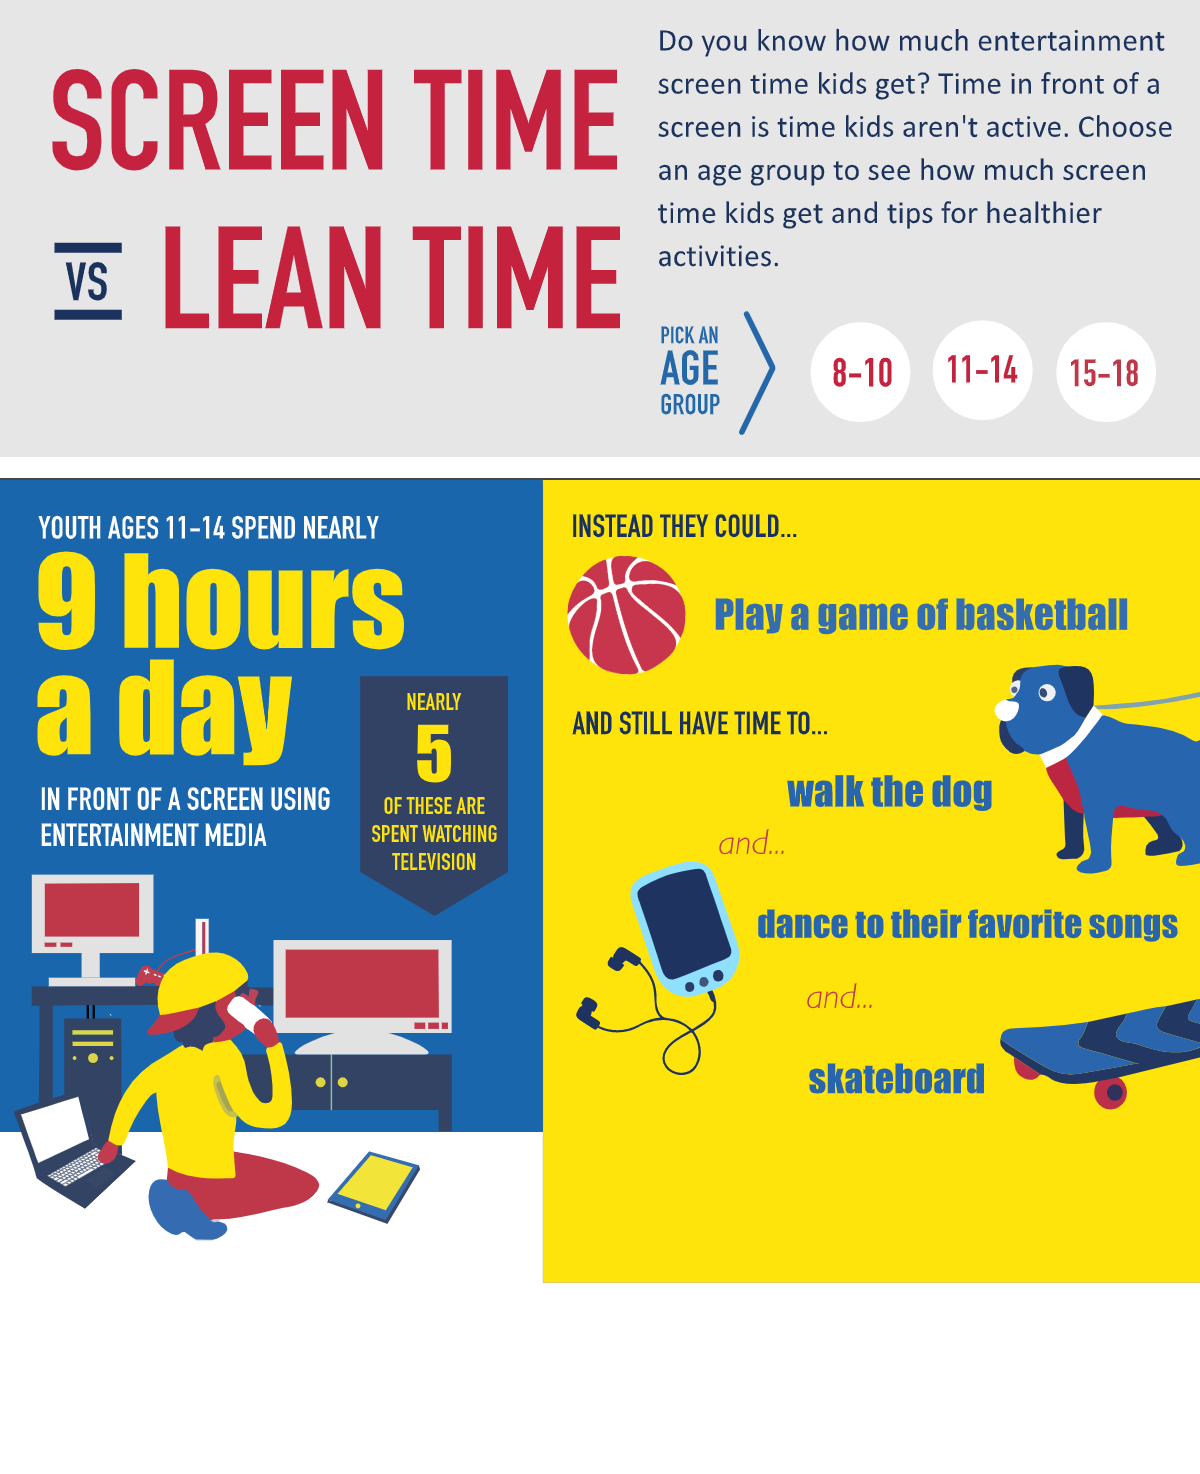 SCREEN TIME
VS LEAN TIME
Do you know how much entertainment
screen time kids get? Time in front of a
screen is time kids aren't active. Choose
an age group to see how much screen
time kids get and tips for healthier
activities.
PICK AN
AGE
GROUP
8-10
11-14
15-18
YOUTH AGES 11-14 SPEND NEARLY
9 hours
a day
IN FRONT OF A SCREEN USING
ENTERTAINMENT MEDIA
NEARLY
5
OF THESE ARE
SPENT WATCHING
TELEVISION
INSTEAD THEY COULD...
Play a game of basketball
AND STILL HAVE TIME TO...
walk the dog
and...
dance to their favorite songs
and...
skateboard